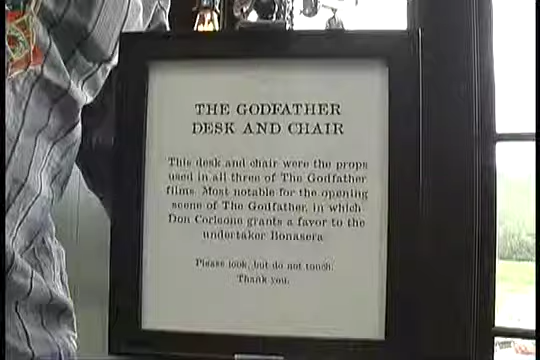 THE GODFATHER
DESK AND CHAIR
This desk and chair were the props
used in all three of The Godfather
films. Most notable for the opening
scene of The Godfather, in which
Don Corleone grants a favor to the
undertaker Bonasera
Please look, but do not touch.
Thank you.